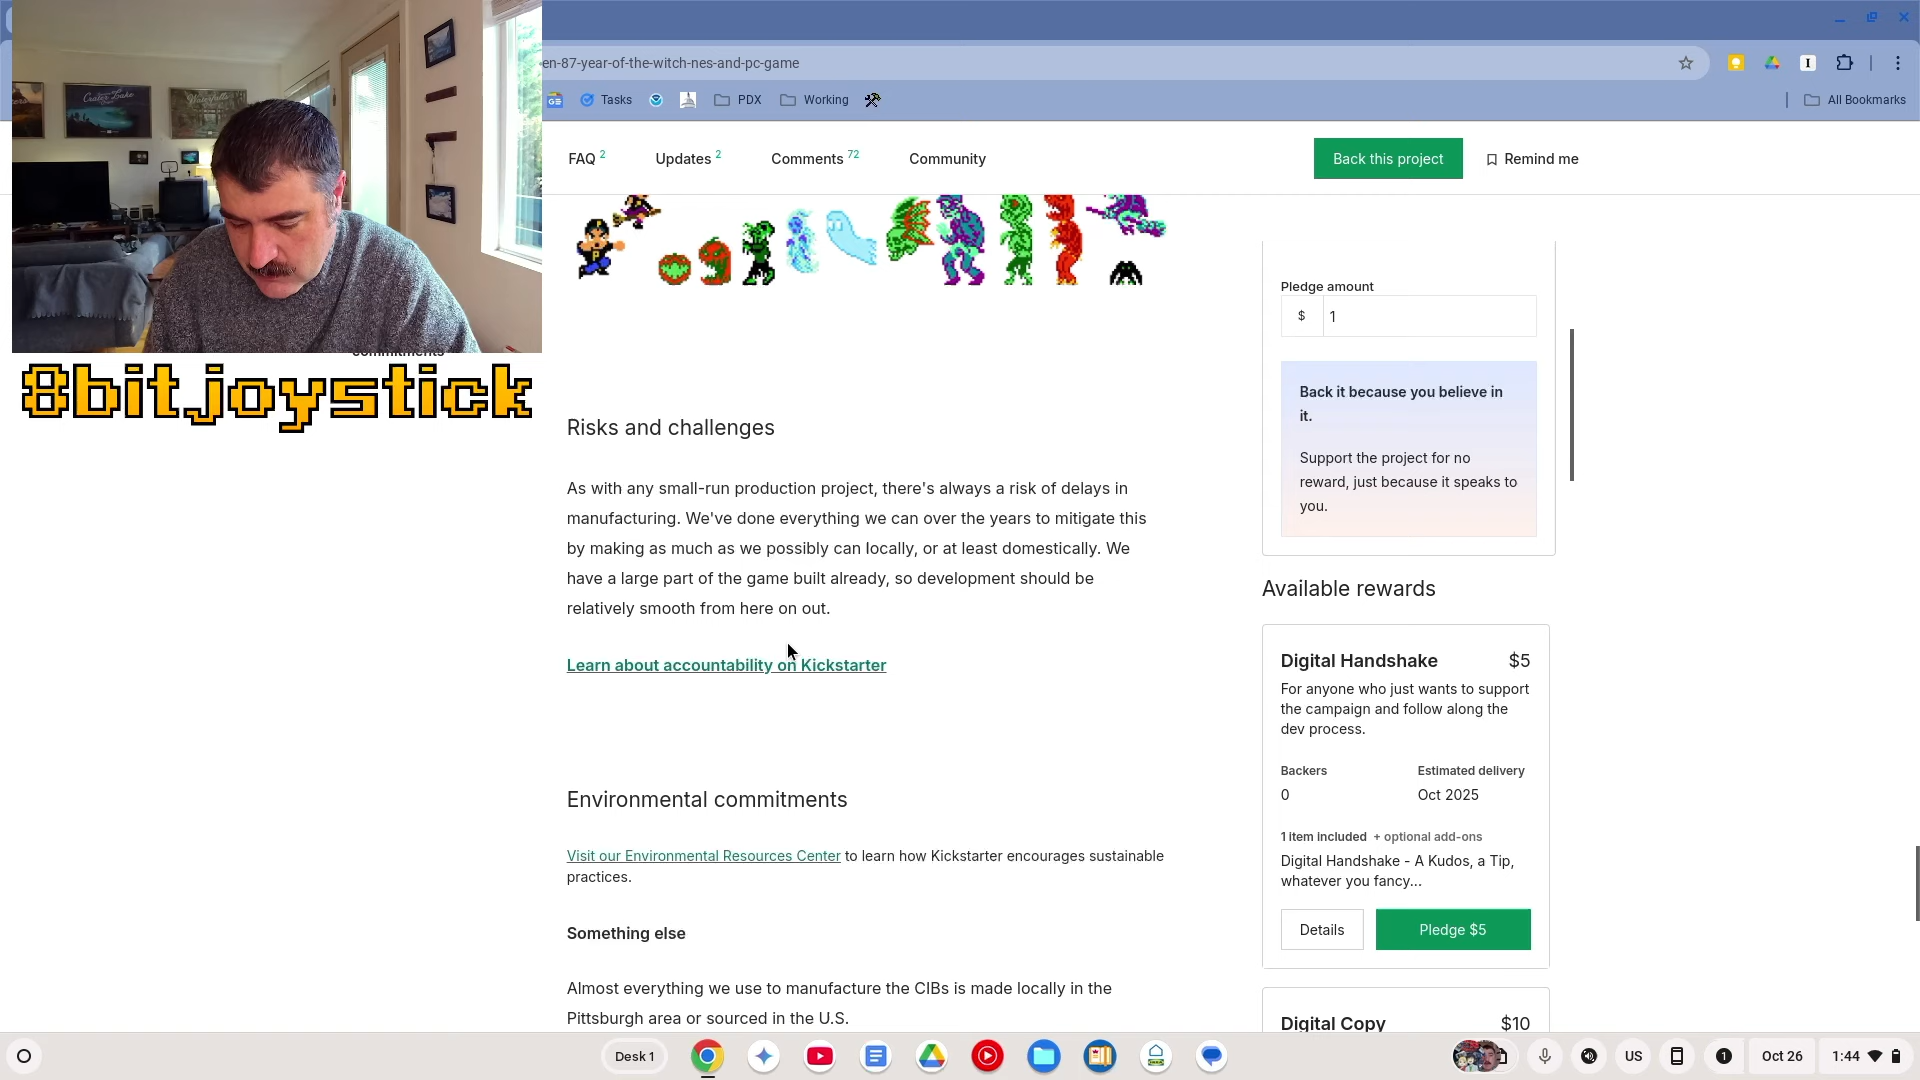 en-87-year-of-the-witch-nes-and-pc-game
Tasks
PDX
Working
All Bookmarks
FAQ 2
Updates 2
Comments 72
Community
Back this project
Remind me
commitments
8bitjoystick
Risks and challenges
As with any small-run production project, there's always a risk of delays in
manufacturing. We've done everything we can over the years to mitigate this
by making as much as we possibly can locally, or at least domestically. We
have a large part of the game built already, so development should be
relatively smooth from here on out.
Learn about accountability on Kickstarter
Environmental commitments
Visit our Environmental Resources Center to learn how Kickstarter encourages sustainable
practices.
Something else
Almost everything we use to manufacture the CIBs is made locally in the
Pittsburgh area or sourced in the U.S.
Pledge amount
$ 1
Back it because you believe in
it.
Support the project for no
reward, just because it speaks to
you.
Available rewards
Digital Handshake $5
For anyone who just wants to support
the campaign and follow along the
dev process.
Backers Estimated delivery
0 Oct 2025
1 item included + optional add-ons
Digital Handshake - A Kudos, a Tip,
whatever you fancy...
Details
Pledge $5
Digital Copy $10
Desk 1
US
1
Oct 26
1:44